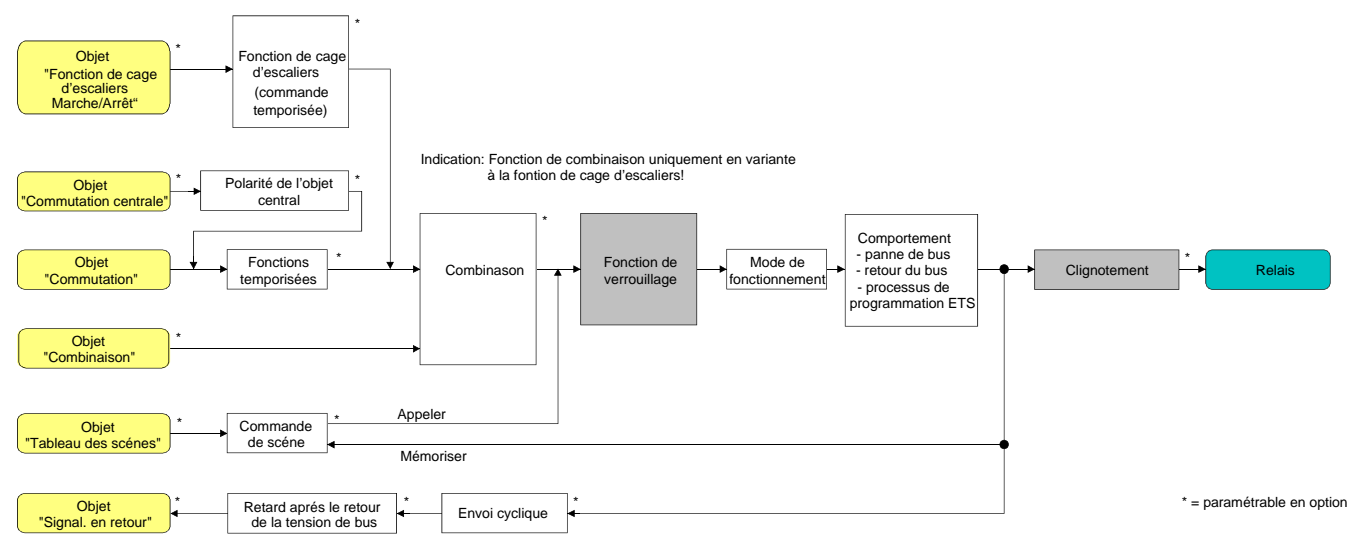 Objet
"Fonction de cage
d'escaliers
Marche/Arrêt“
*
Fonction de cage
d'escaliers
(commande
temporisée)
*
Objet
"Commutation centrale"
*
Polarité de l'objet
central
*
Indication: Fonction de combinaison uniquement en variante
à la fontion de cage d'escaliers!
Objet
"Commutation"
*
Fonctions
temporisées
*
Combinason
*
Fonction de
verrouillage
Mode de
fonctionnement
Comportement
- panne de bus
- retour du bus
- processus de
programmation ETS
Clignotement
*
Relais
Objet
"Combinaison"
*
Objet
"Tableau des scénes"
*
Commande
de scéne
*
Appeler
Mémoriser
Objet
"Signal. en retour"
*
Retard aprés le retour
de la tension de bus
*
Envoi cyclique
*
* = paramétrable en option